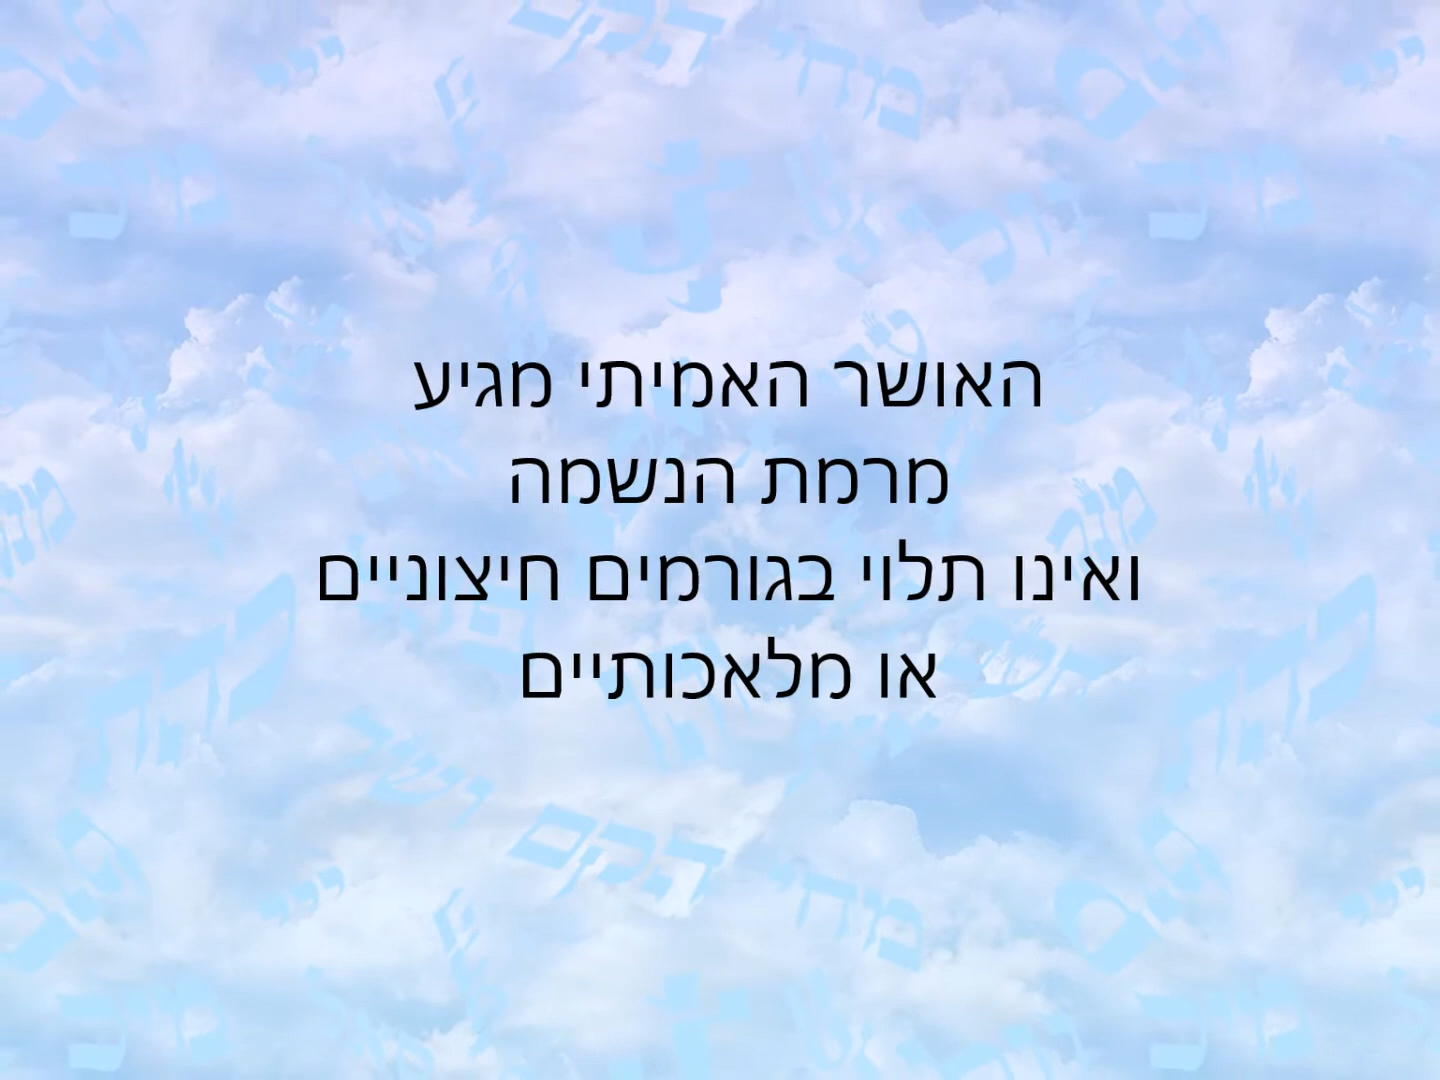 האושר האמיתי מגיע
מרמת הנשמה
ואינו תלוי בגורמים חיצוניים
או מלאכותיים